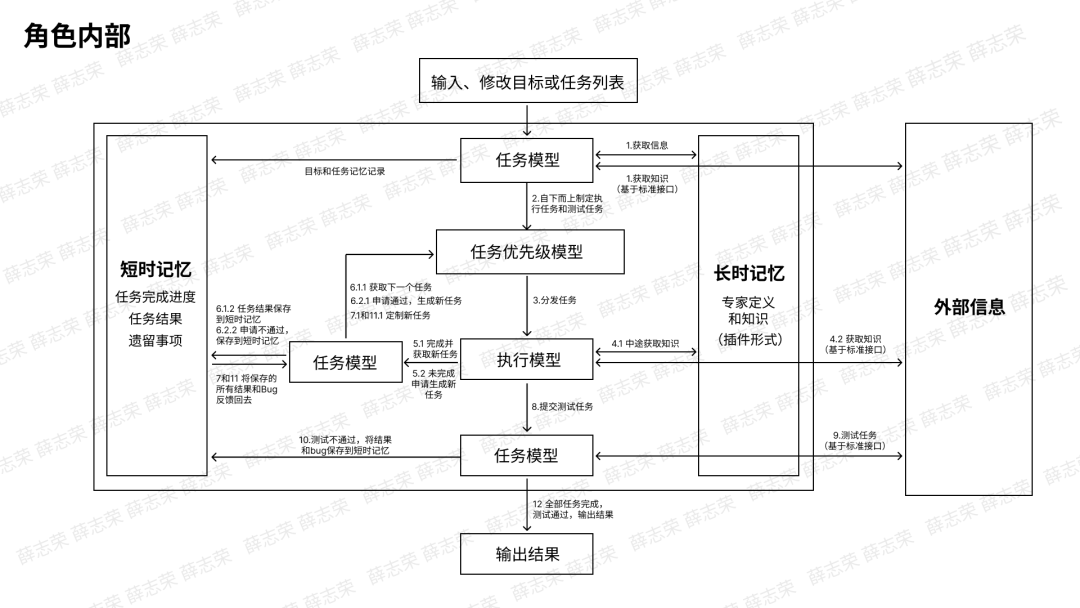 角色内部
输入、修改目标或任务列表
任务模型
1.获取信息
目标和任务记忆记录
1.获取知识
（基于标准接口）
2.自下而上制定执
行任务和测试任务
任务优先级模型
短时记忆
任务完成进度
任务结果
遗留事项
长时记忆
专家定义
和知识
（插件形式）
外部信息
6.1.1 获取下一个任务
6.2.1 申请通过，生成新任务
7.1和11.1 定制新任务
3.分发任务
6.1.2 任务结果保存
到短时记忆
6.2.2 申请不通过，
保存到短时记忆
任务模型
5.1 完成并
获取新任务
5.2 未完成
申请生成新
任务
执行模型
4.1 中途获取知识
4.2 获取知识
（基于标准接口）
7和11 将保存的
所有结果和Bug
反馈回去
8.提交测试任务
10.测试不通过，将结果
和bug保存到短时记忆
任务模型
9.测试任务
（基于标准接口）
12 全部任务完成，
测试通过，输出结果
输出结果
薛志荣